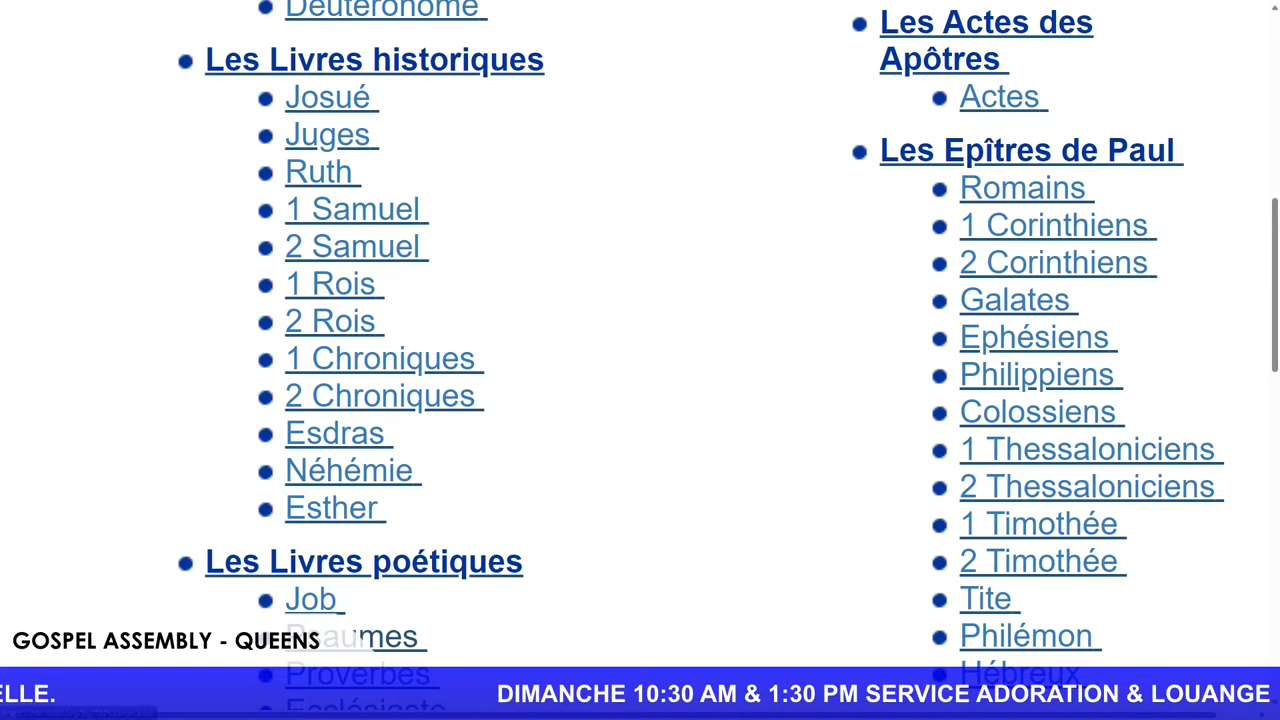 Deutéronome
Les Livres historiques
Josué
Juges
Ruth
1 Samuel
2 Samuel
1 Rois
2 Rois
1 Chroniques
2 Chroniques
Esdras
Néhémie
Esther
Les Livres poétiques
Job
Psaumes
Proverbes
Ecclésiaste
Les Actes des
Apôtres
Actes
Les Epîtres de Paul
Romains
1 Corinthiens
2 Corinthiens
Galates
Ephésiens
Philippiens
Colossiens
1 Thessaloniciens
2 Thessaloniciens
1 Timothée
2 Timothée
Tite
Philémon
Hébreux
GOSPEL ASSEMBLY - QUEENS
ELLE. DIMANCHE 10:30 AM & 1:30 PM SERVICE ADORATION & LOUANGE